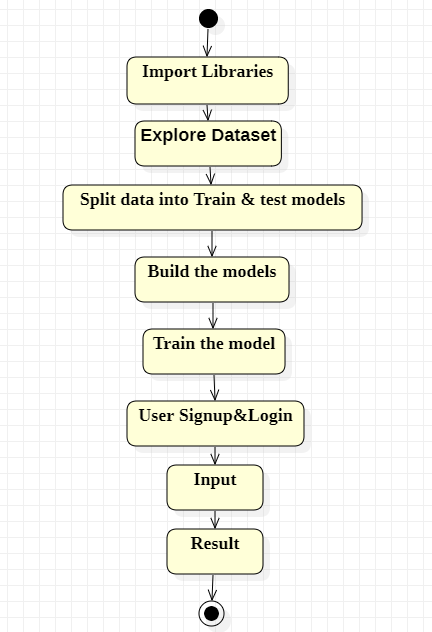 Import Libraries
Explore Dataset
Split data into Train & test models
Build the models
Train the model
User Signup&Login
Input
Result